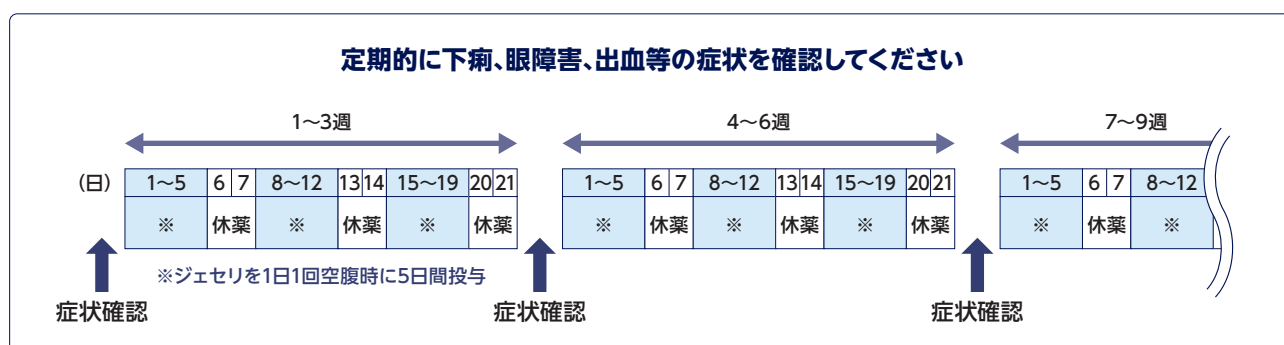 定期的に下痢、眼障害、出血等の症状を確認してください
1～3週 4～6週 7～9週
(日) 1～5 6 7 8～12 13 14 15～19 20 21 1～5 6 7 8～12 13 14 15～19 20 21 1～5 6 7 8～12
※ 休薬 ※ 休薬 ※ 休薬 ※ 休薬 ※ 休薬 ※ 休薬 ※ 休薬 ※
※ジェセリを1日1回空腹時に5日間投与
症状確認 症状確認 症状確認